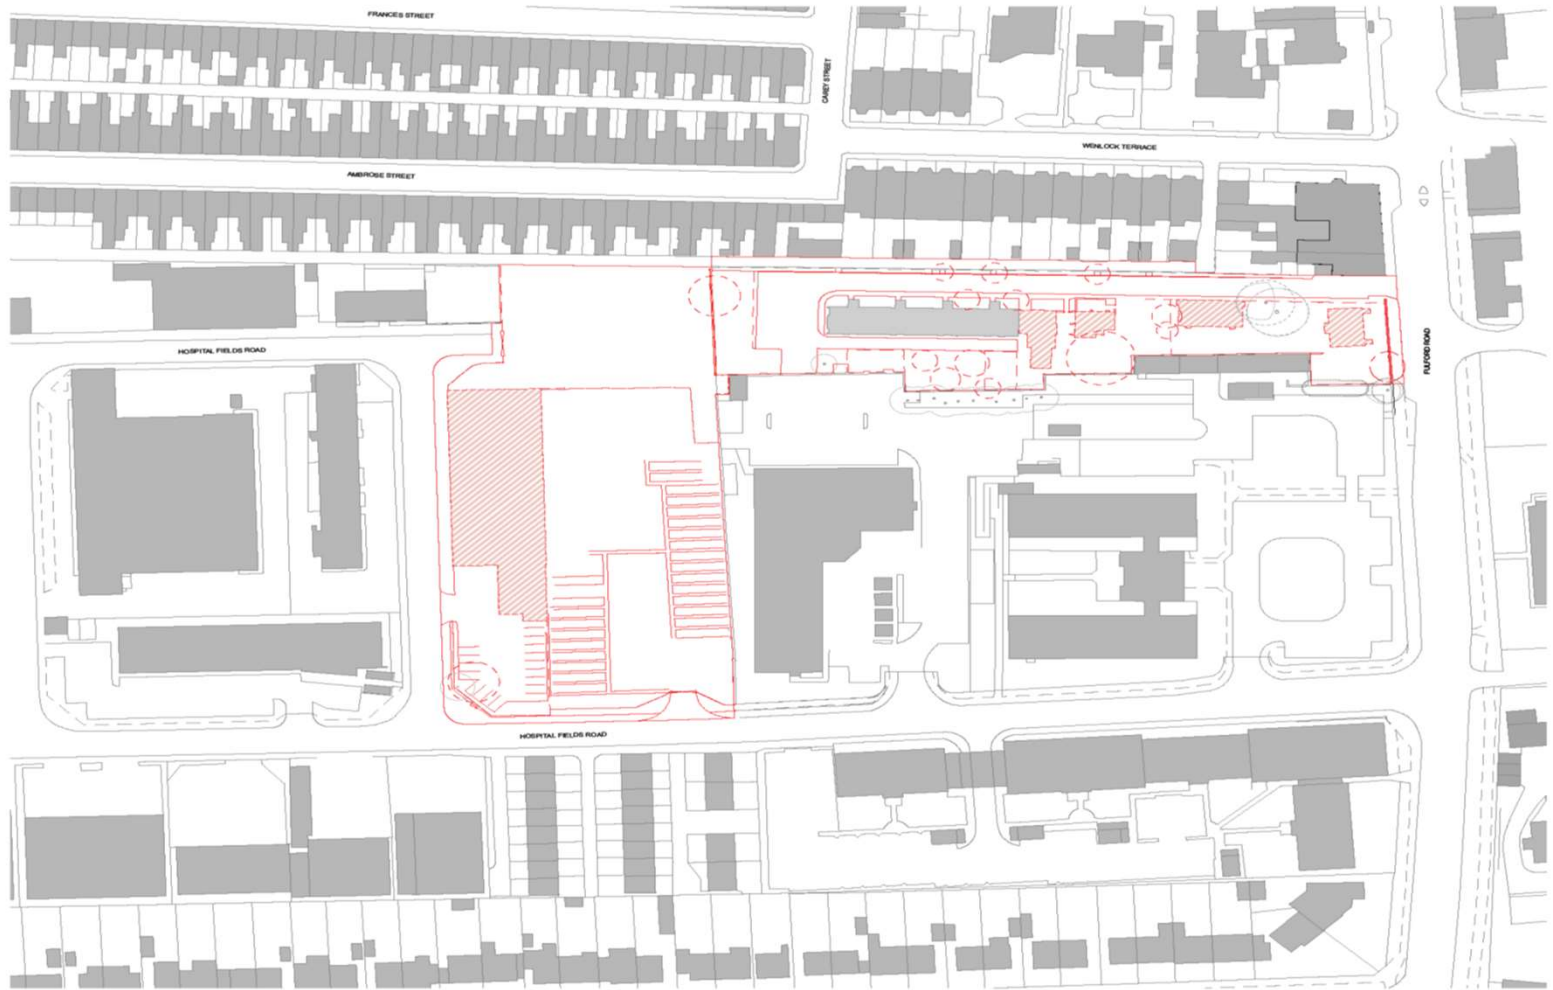 FRANCES STREET
CAREY STREET
WENLOCK TERRACE
AMBROSE STREET
HOSPITAL FIELDS ROAD
FULFORD ROAD
HOSPITAL FIELDS ROAD